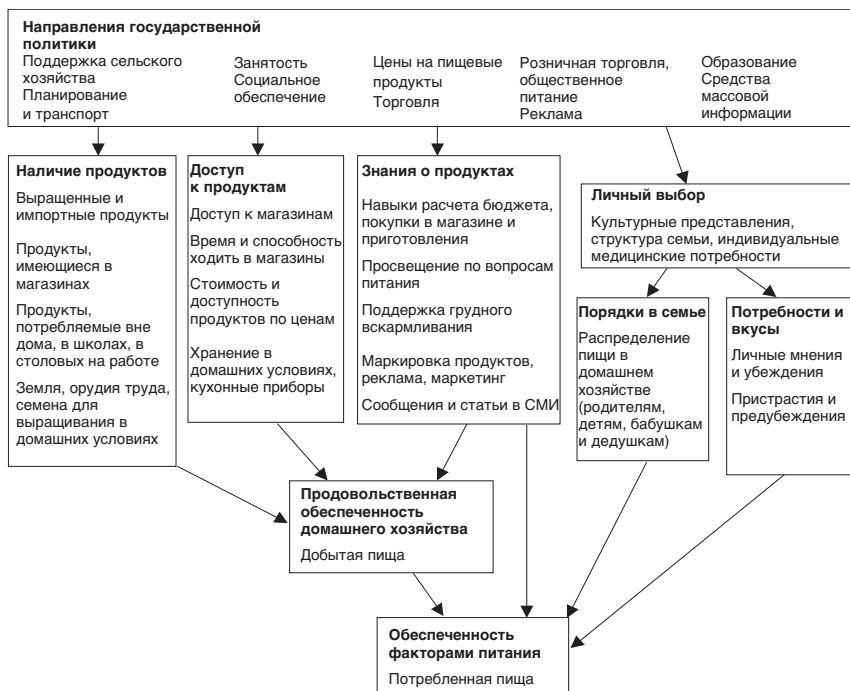 Направления государственной
политики
Поддержка сельского
хозяйства
Планирование
и транспорт
Занятость
Социальное
обеспечение
Цены на пищевые
продукты
Торговля
Розничная торговля,
общественное
питание
Реклама
Образование
Средства
массовой
информации
Наличие продуктов
Выращенные и
импортные продукты
Продукты,
имеющиеся в
магазинах
Продукты,
потребляемые вне
дома, в школах, в
столовых на работе
Земля, орудия труда,
семена для
выращивания в
домашних условиях
Доступ
к продуктам
Доступ к магазинам
Время и способность
ходить в магазины
Стоимость и
доступность
продуктов по ценам
Хранение в
домашних условиях,
кухонные приборы
Знания о продуктах
Навыки расчета бюджета,
покупки в магазине и
приготовления
Просвещение по вопросам
питания
Поддержка грудного
вскармливания
Маркировка продуктов,
реклама, маркетинг
Сообщения и статьи в СМИ
Личный выбор
Культурные представления,
структура семьи, индивидуальные
медицинские потребности
Порядки в семье
Распределение
пищи в
домашнем
хозяйстве
(родителям,
детям, бабушкам
и дедушкам)
Потребности и
вкусы
Личные мнения
и убеждения
Пристрастия и
предубеждения
Продовольственная
обеспеченность
домашнего хозяйства
Добытая пища
Обеспеченность
факторами питания
Потребленная пища